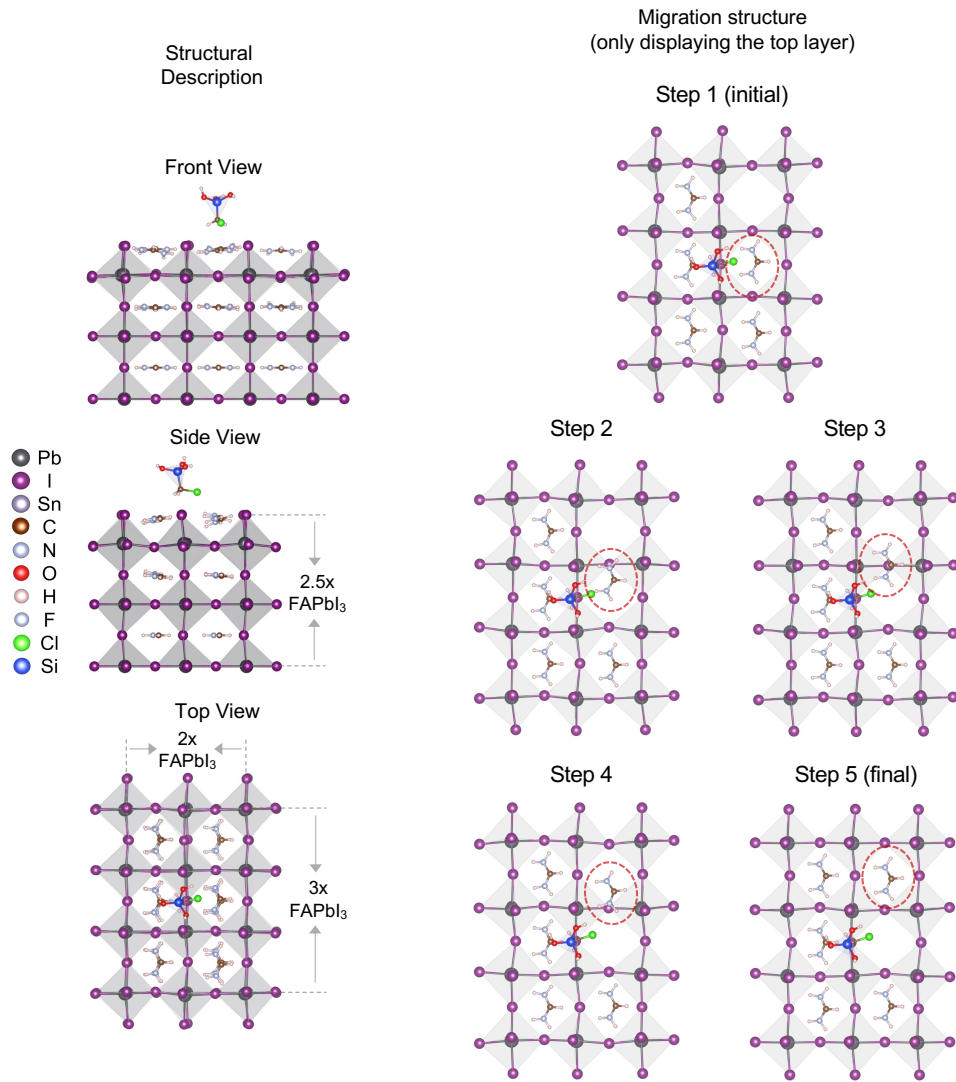 Structural
Description
Migration structure
(only displaying the top layer)
Step 1 (initial)
Front View
Side View
Pb
I
Sn
C
N
O
H
F
Cl
Si
2.5x
FAPbI₃
Top View
2x
FAPbI₃
3x
FAPbI₃
Step 2
Step 3
Step 4
Step 5 (final)